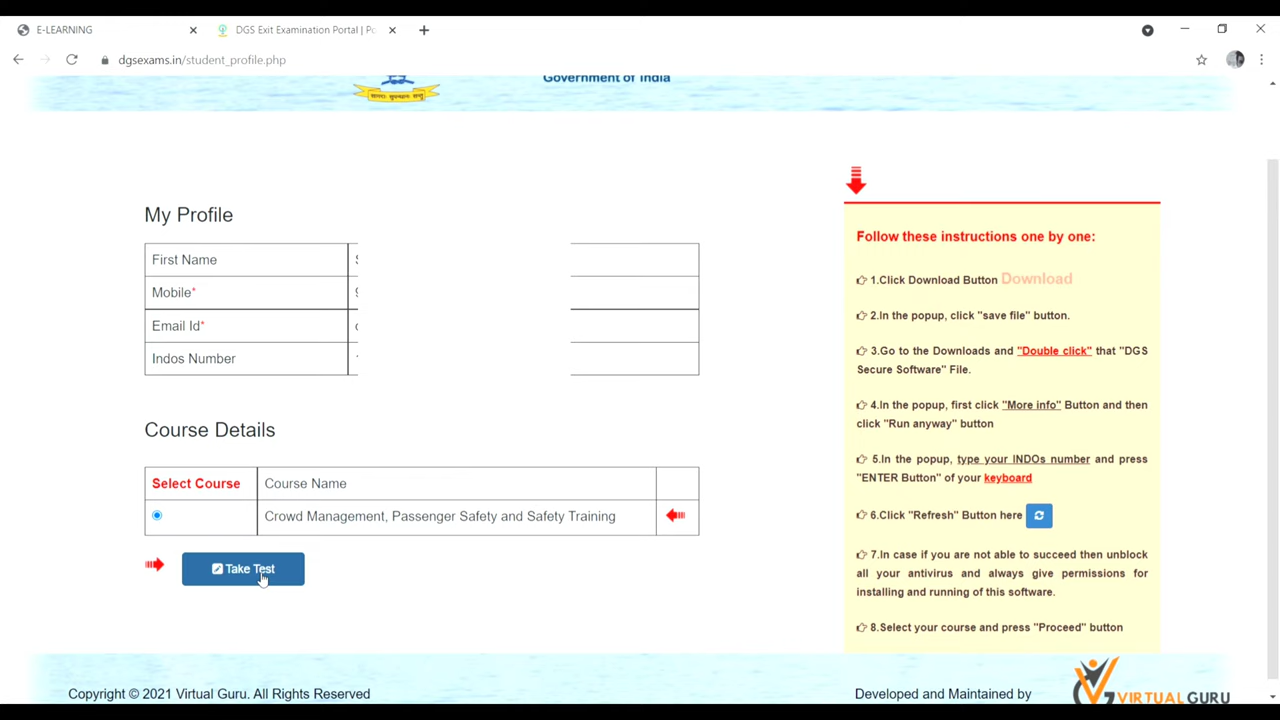 E-LEARNING
DGS Exit Examination Portal | Po
dgsexams.in/student_profile.php
Government of India
My Profile
First Name
Mobile*
Email Id*
Indos Number
Course Details
Select Course Course Name
Crowd Management, Passenger Safety and Safety Training
Take Test
Follow these instructions one by one:
1.Click Download Button Download
2.In the popup, click "save file" button.
3.Go to the Downloads and "Double click" that "DGS
Secure Software" File.
4.In the popup, first click "More info" Button and then
click "Run anyway" button
5.In the popup, type your INDOs number and press
"ENTER Button" of your keyboard
6.Click "Refresh" Button here
7.In case if you are not able to succeed then unblock
all your antivirus and always give permissions for
installing and running of this software.
8.Select your course and press "Proceed" button
Copyright © 2021 Virtual Guru. All Rights Reserved
Developed and Maintained by
VIRTUAL GURU